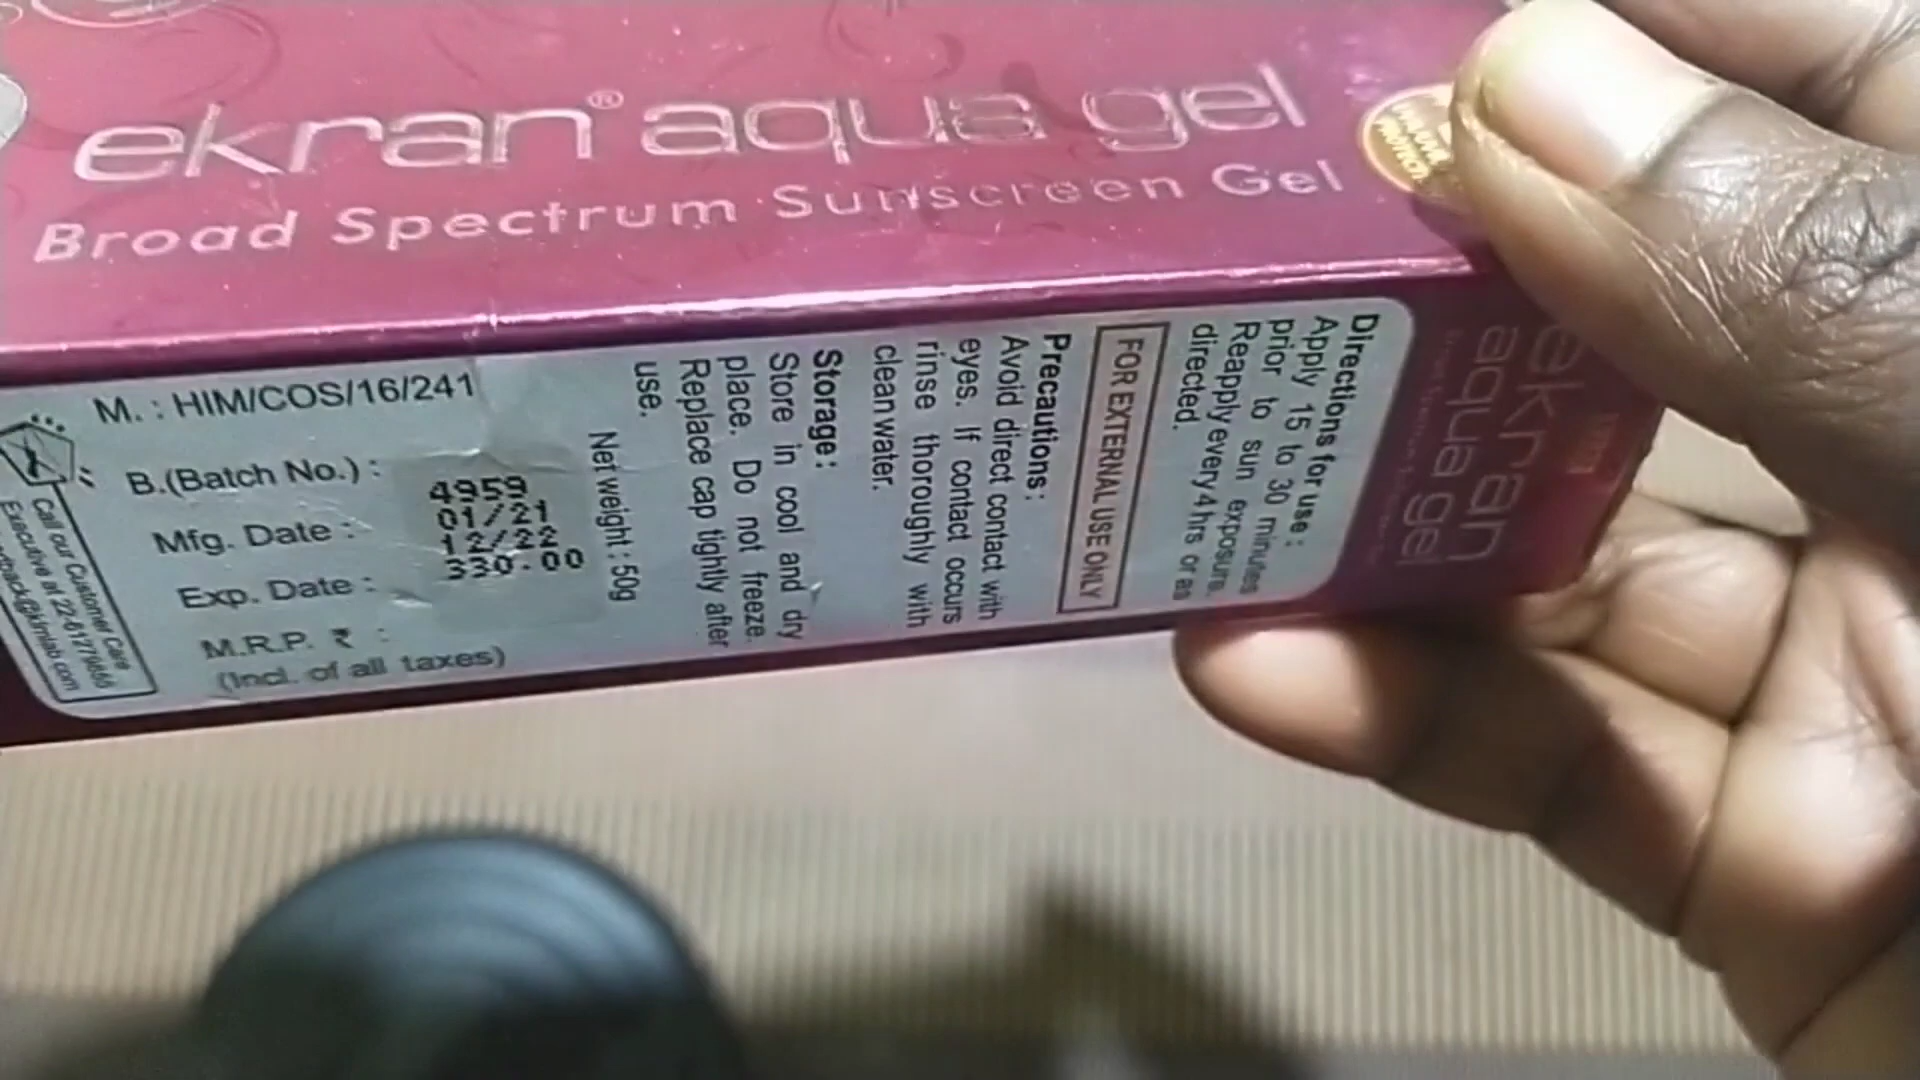 ekran® aqua gel
Broad Spectrum Sunscreen Gel
ekran
aqua gel
Directions for use :
Apply 15 to 30 minutes
prior to sun exposure.
Reapply every 4 hrs or as
directed.
FOR EXTERNAL USE ONLY
Precautions :
Avoid direct contact with
eyes. If contact occurs
rinse thoroughly with
clean water.
Storage :
Store in cool and dry
place. Do not freeze.
Replace cap tightly after
use.
Net weight : 50g
M. : HIM/COS/16/241
B.(Batch No.) :
Mfg. Date :
Exp. Date :
M.R.P. ₹ :
(Incl. of all taxes)
4959
01/21
12/22
Call our Customer Care
Executive at